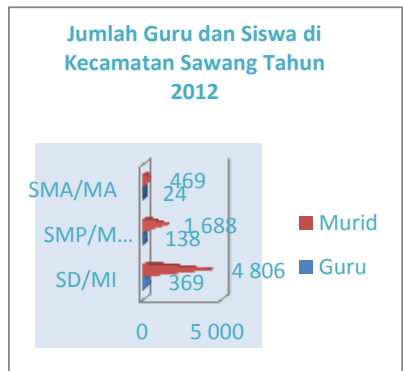 Jumlah Guru dan Siswa di
Kecamatan Sawang Tahun
2012
SMA/MA
469
24
SMP/M...
1 688
138
SD/MI
4 806
369
0 5 000
Murid
Guru